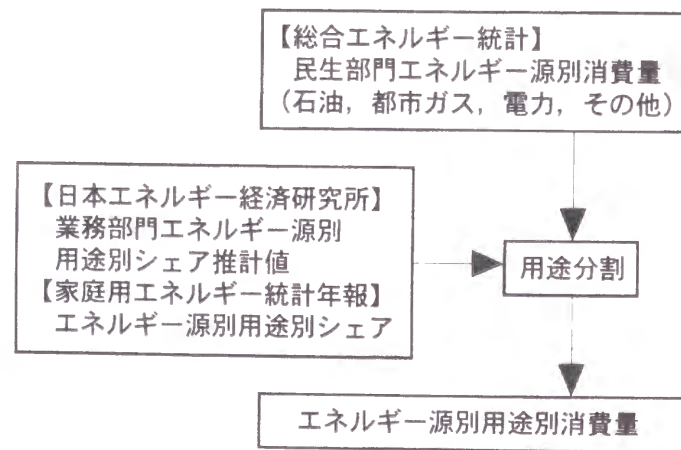 【総合エネルギー統計】
民生部門エネルギー源別消費量
（石油，都市ガス，電力，その他）
【日本エネルギー経済研究所】
業務部門エネルギー源別
用途別シェア推計値
【家庭用エネルギー統計年報】
エネルギー源別用途別シェア
用途分割
エネルギー源別用途別消費量